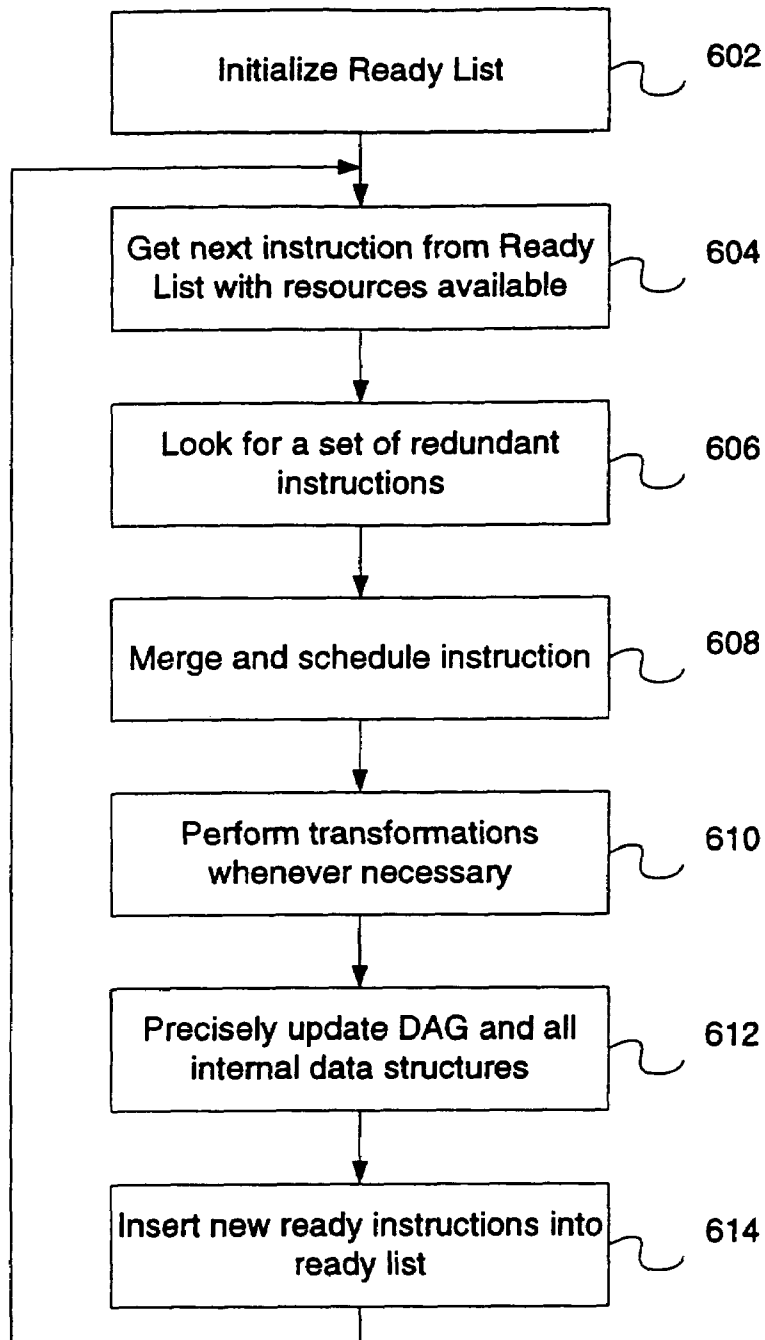 Initialize Ready List
602
Get next instruction from Ready
List with resources available
604
Look for a set of redundant
instructions
606
Merge and schedule instruction
608
Perform transformations
whenever necessary
610
Precisely update DAG and all
internal data structures
612
Insert new ready instructions into
ready list
614